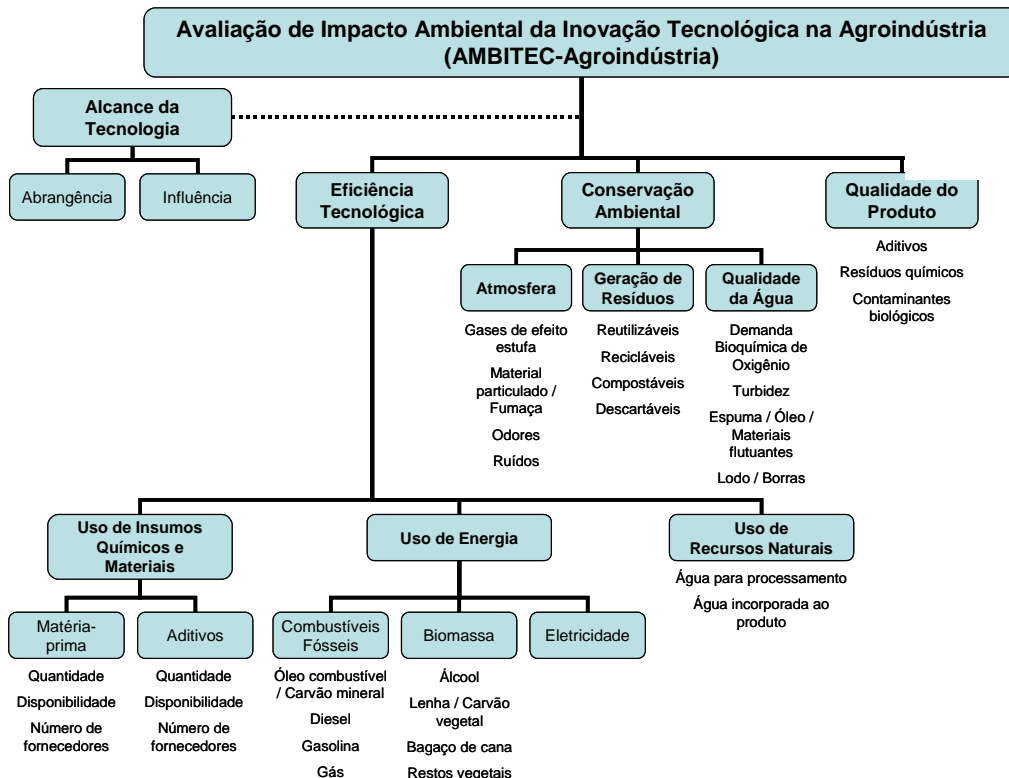 Avaliação de Impacto Ambiental da Inovação Tecnológica na Agroindústria
(AMBITEC-Agroindústria)
Alcance da
Tecnologia
Abrangência
Influência
Eficiência
Tecnológica
Conservação
Ambiental
Qualidade do
Produto
Aditivos
Resíduos químicos
Contaminantes
biológicos
Atmosfera
Gases de efeito
estufa
Material
particulado /
Fumaça
Odores
Ruídos
Geração de
Resíduos
Reutilizáveis
Recicláveis
Compostáveis
Descartáveis
Qualidade
da Água
Demanda
Bioquímica de
Oxigênio
Turbidez
Espuma / Óleo /
Materiais
flutuantes
Lodo / Borras
Uso de Insumos
Químicos e
Materiais
Matéria-
prima
Quantidade
Disponibilidade
Número de
fornecedores
Aditivos
Quantidade
Disponibilidade
Número de
fornecedores
Uso de Energia
Combustíveis
Fósseis
Óleo combustível
/ Carvão mineral
Diesel
Gasolina
Gás
Biomassa
Álcool
Lenha / Carvão
vegetal
Bagaço de cana
Restos vegetais
Eletricidade
Uso de
Recursos Naturais
Água para processamento
Água incorporada ao
produto